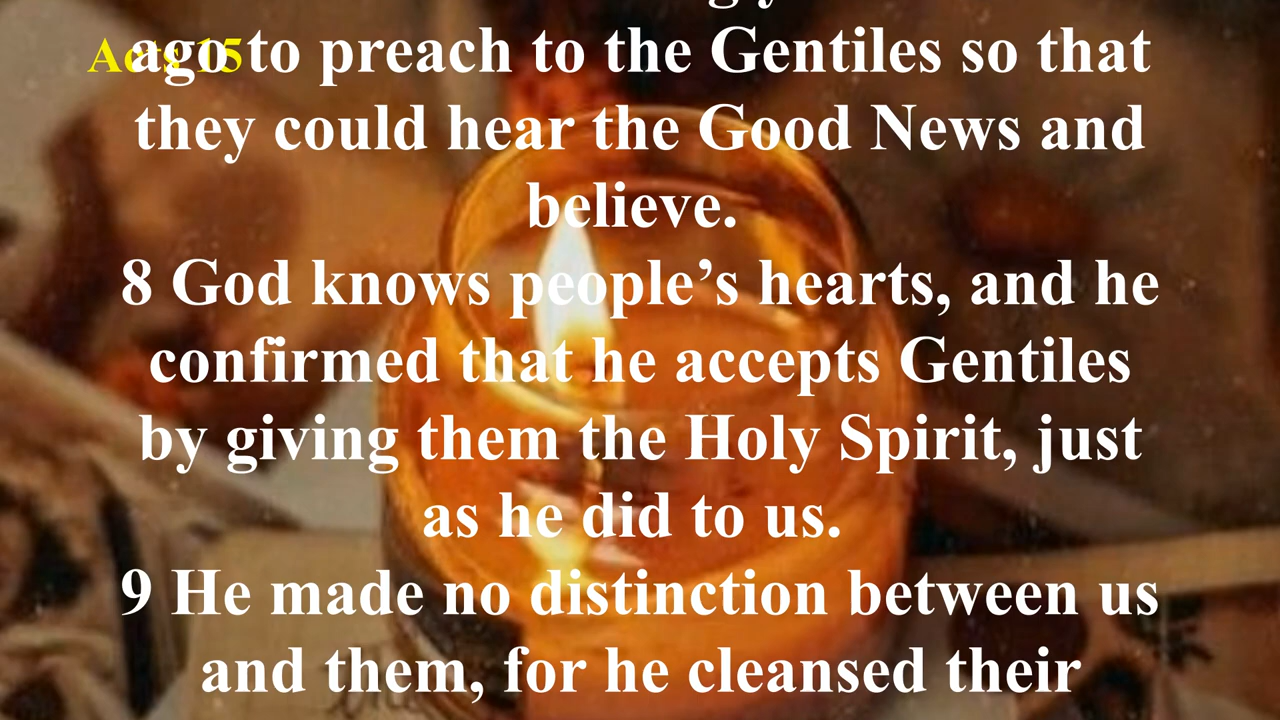 Acts 15
ago to preach to the Gentiles so that
they could hear the Good News and
believe.
8 God knows people’s hearts, and he
confirmed that he accepts Gentiles
by giving them the Holy Spirit, just
as he did to us.
9 He made no distinction between us
and them, for he cleansed their